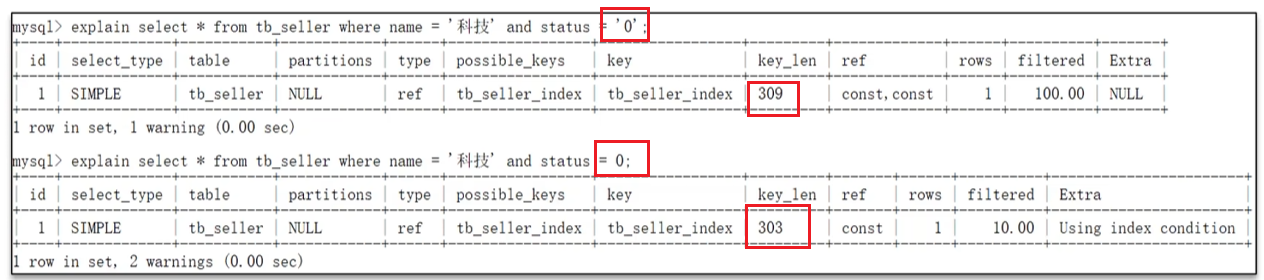 mysql> explain select * from tb_seller where name = '科技' and status = '0';
| id | select_type | table | partitions | type | possible_keys | key | key_len | ref | rows | filtered | Extra |
| 1 | SIMPLE | tb_seller | NULL | ref | tb_seller_index | tb_seller_index | 309 | const,const | 1 | 100.00 | NULL |
1 row in set, 1 warning (0.00 sec)
mysql> explain select * from tb_seller where name = '科技' and status = 0;
| id | select_type | table | partitions | type | possible_keys | key | key_len | ref | rows | filtered | Extra |
| 1 | SIMPLE | tb_seller | NULL | ref | tb_seller_index | tb_seller_index | 303 | const | 1 | 10.00 | Using index condition |
1 row in set, 2 warnings (0.00 sec)